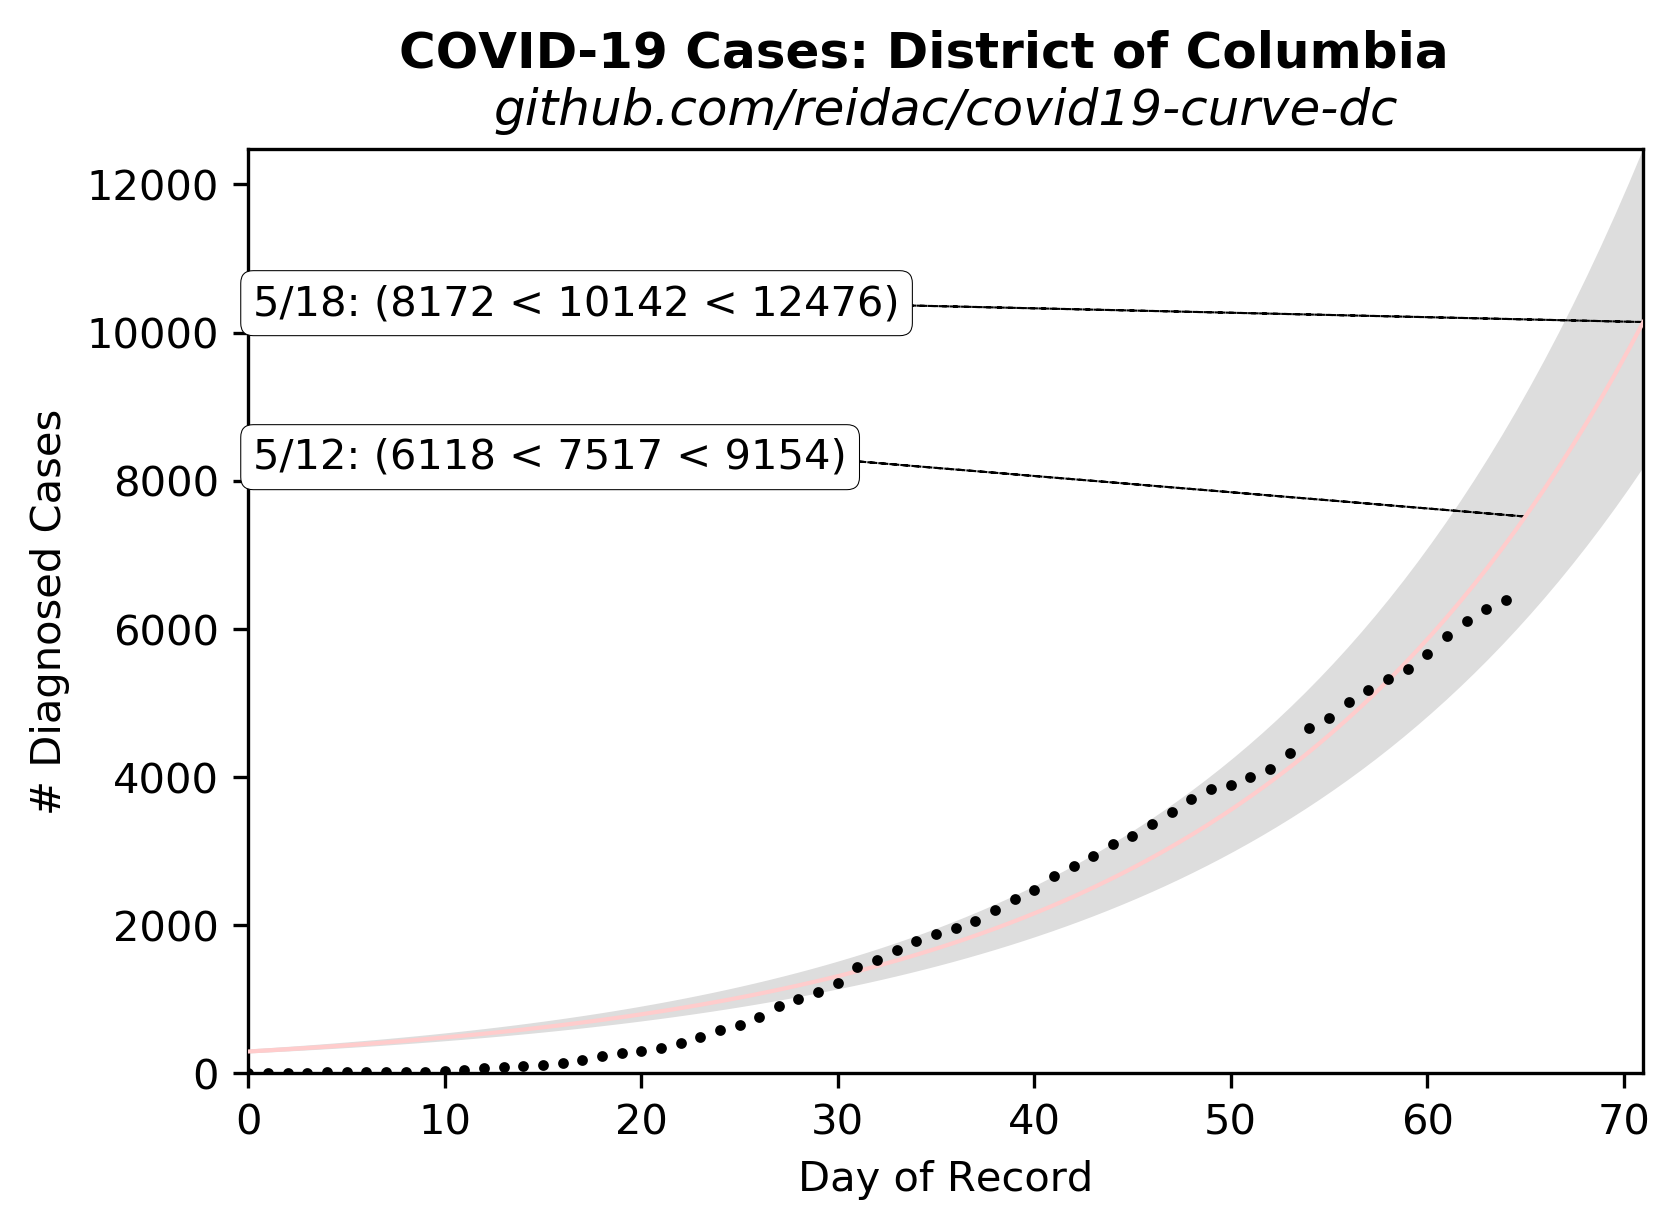 COVID-19 Cases: District of Columbia
github.com/reidac/covid19-curve-dc
12000
10000
8000
6000
4000
2000
0
# Diagnosed Cases
5/18: (8172 < 10142 < 12476)
5/12: (6118 < 7517 < 9154)
0 10 20 30 40 50 60 70
Day of Record